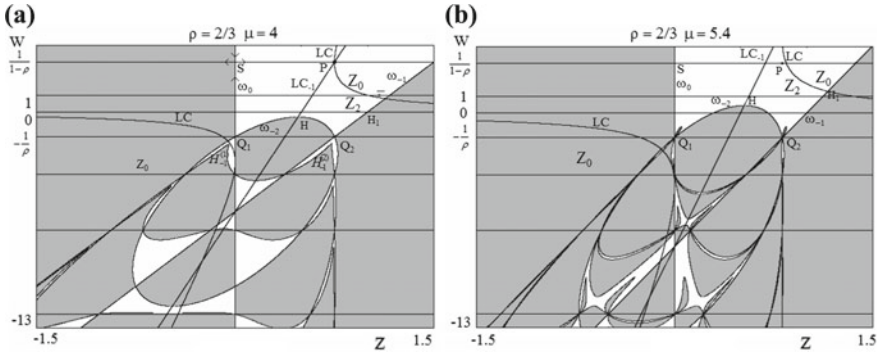 (a)
ρ = 2/3 μ = 4
W
1/(1-ρ)
1
0
-1/ρ
-13
-1.5
Z
1.5
LC
P
S
LC-1
Z0
ω-1
ω0
Z2
H1
LC
ω-2
H
Q1
Q2
Z0
(b)
ρ = 2/3 μ = 5.4
W
1/(1-ρ)
1
0
-1/ρ
-13
-1.5
Z
1.5
LC-1
P
LC
S
Z0
Z2
ω0
H1
ω-2
H
ω-1
LC
Q1
Q2
Z0